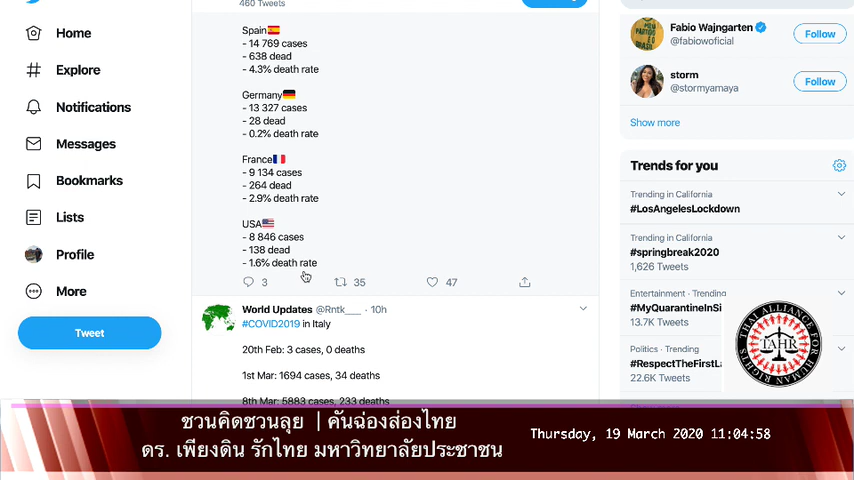 460 Tweets
Home
Explore
Notifications
Messages
Bookmarks
Lists
Profile
More
Tweet
Spain🇪🇸
- 14 769 cases
- 638 dead
- 4.3% death rate
Germany🇩🇪
- 13 327 cases
- 28 dead
- 0.2% death rate
France🇫🇷
- 9 134 cases
- 264 dead
- 2.9% death rate
USA🇺🇸
- 8 846 cases
- 138 dead
- 1.6% death rate
3 35 47
World Updates @Rntk___ · 10h
#COVID2019 in Italy
20th Feb: 3 cases, 0 deaths
1st Mar: 1694 cases, 34 deaths
8th Mar: 5883 cases, 233 deaths
Fabio Wajngarten
@fabiowoficial
Follow
storm
@stormyamaya
Follow
Show more
Trends for you
Trending in California
#LosAngelesLockdown
Trending in California
#springbreak2020
1,626 Tweets
Entertainment · Trending
#MyQuarantineInSi
13.7K Tweets
Politics · Trending
#RespectTheFirstL
22.6K Tweets
THAI ALLIANCE FOR HUMAN RIGHTS
TAHR
ชวนคิดชวนลุย | คันฉ่องส่องไทย
ดร. เพียงดิน รักไทย มหาวิทยาลัยประชาชน
Thursday, 19 March 2020 11:04:58